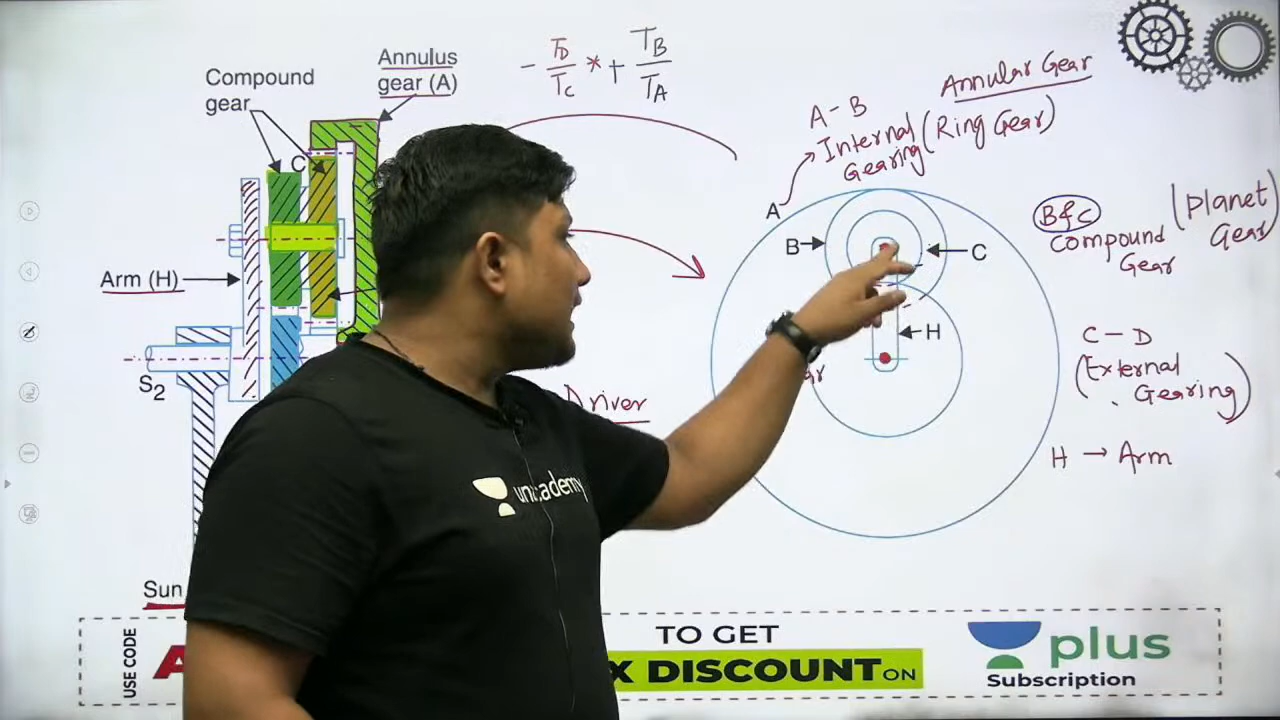 Annulus
gear (A)
Compound
gear
C
Arm (H)
S2
Sun
- TD/TC * + TB/TA
A - B
Internal (Ring Gear)
Gearing
Annular Gear
A
B
C
H
Driver
B & C (Planet
Compound Gear)
Gear
C - D
(External
Gearing)
H → Arm
unacademy
USE CODE
TO GET
X DISCOUNT ON
plus
Subscription